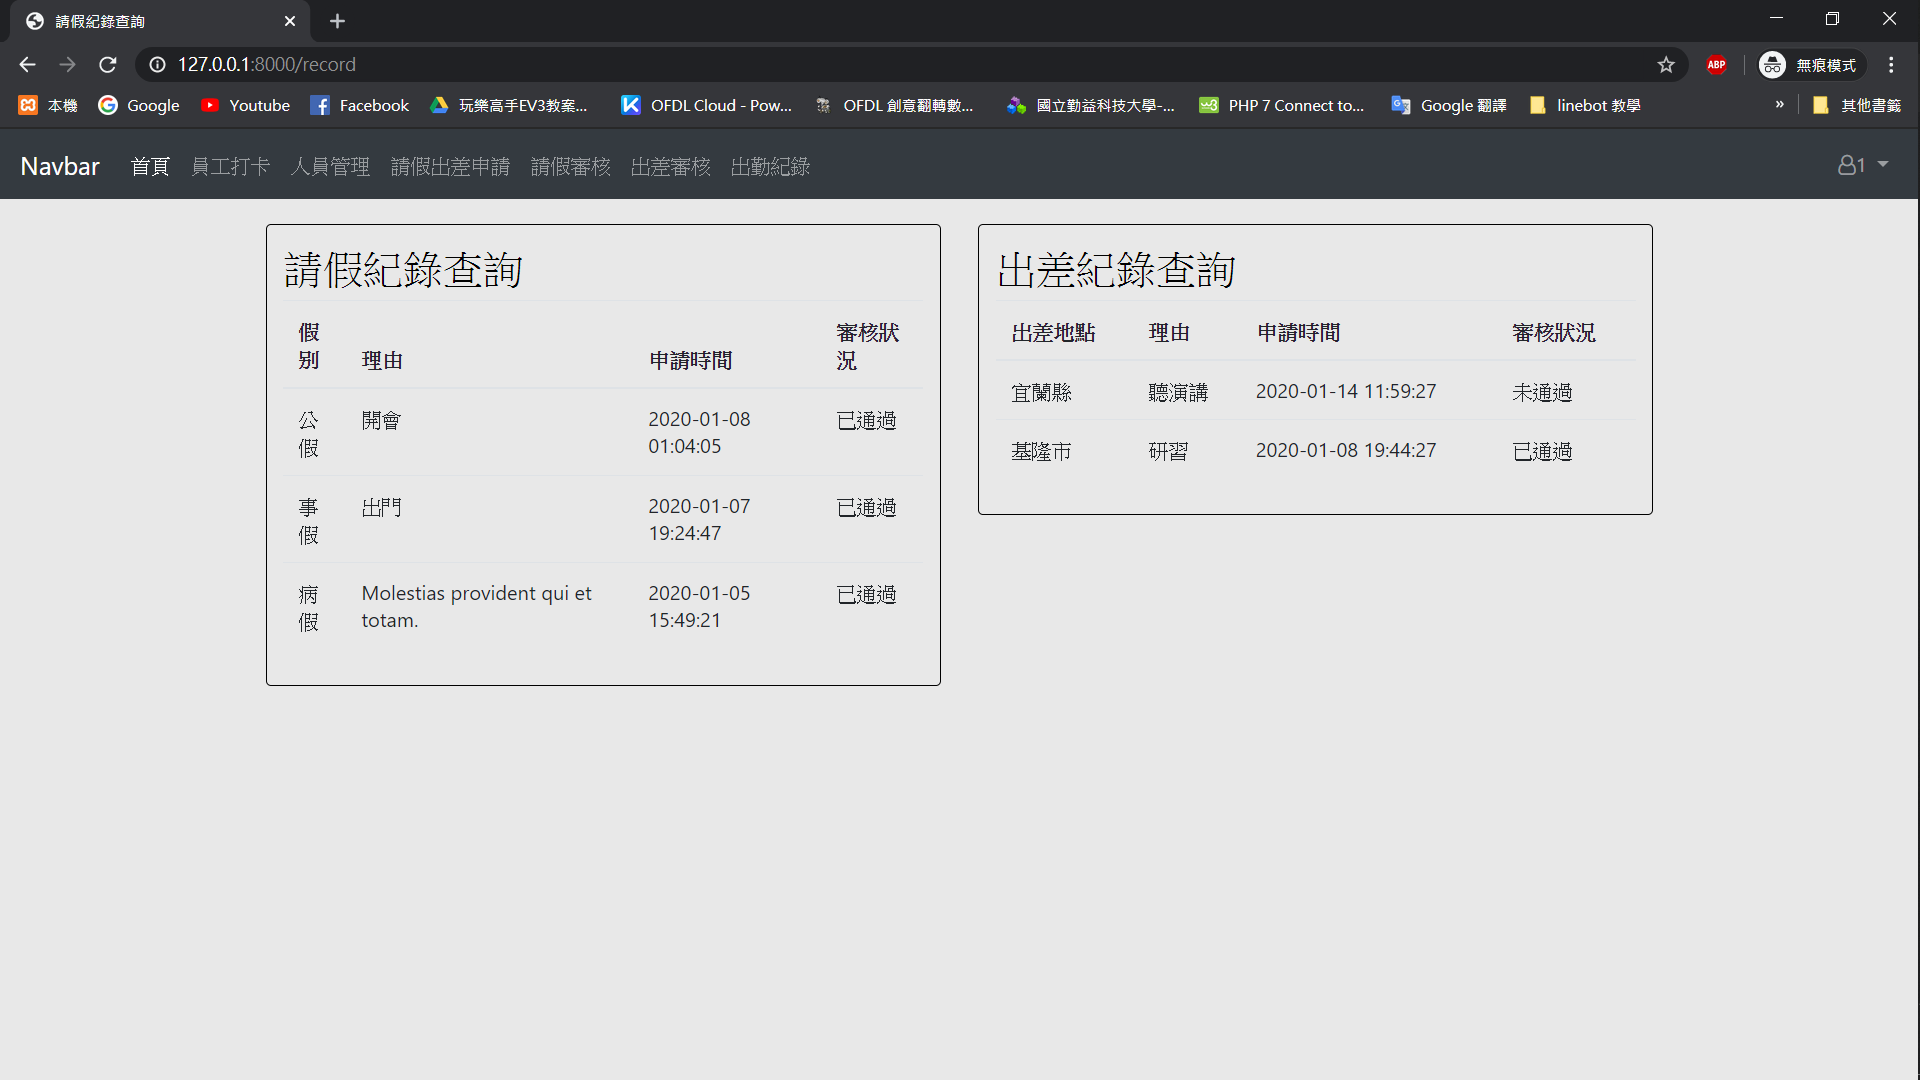 請假紀錄查詢
127.0.0.1:8000/record
ABP
無痕模式
本機
Google
Youtube
Facebook
玩樂高手EV3教案...
OFDL Cloud - Pow...
OFDL 創意翻轉數...
國立勤益科技大學-...
PHP 7 Connect to...
Google 翻譯
linebot 教學
»
其他書籤
Navbar 首頁 員工打卡 人員管理 請假出差申請 請假審核 出差審核 出勤紀錄
1
請假紀錄查詢
假別 理由 申請時間 審核狀況
公假 開會 2020-01-08 01:04:05 已通過
事假 出門 2020-01-07 19:24:47 已通過
病假 Molestias provident qui et totam. 2020-01-05 15:49:21 已通過
出差紀錄查詢
出差地點 理由 申請時間 審核狀況
宜蘭縣 聽演講 2020-01-14 11:59:27 未通過
基隆市 研習 2020-01-08 19:44:27 已通過